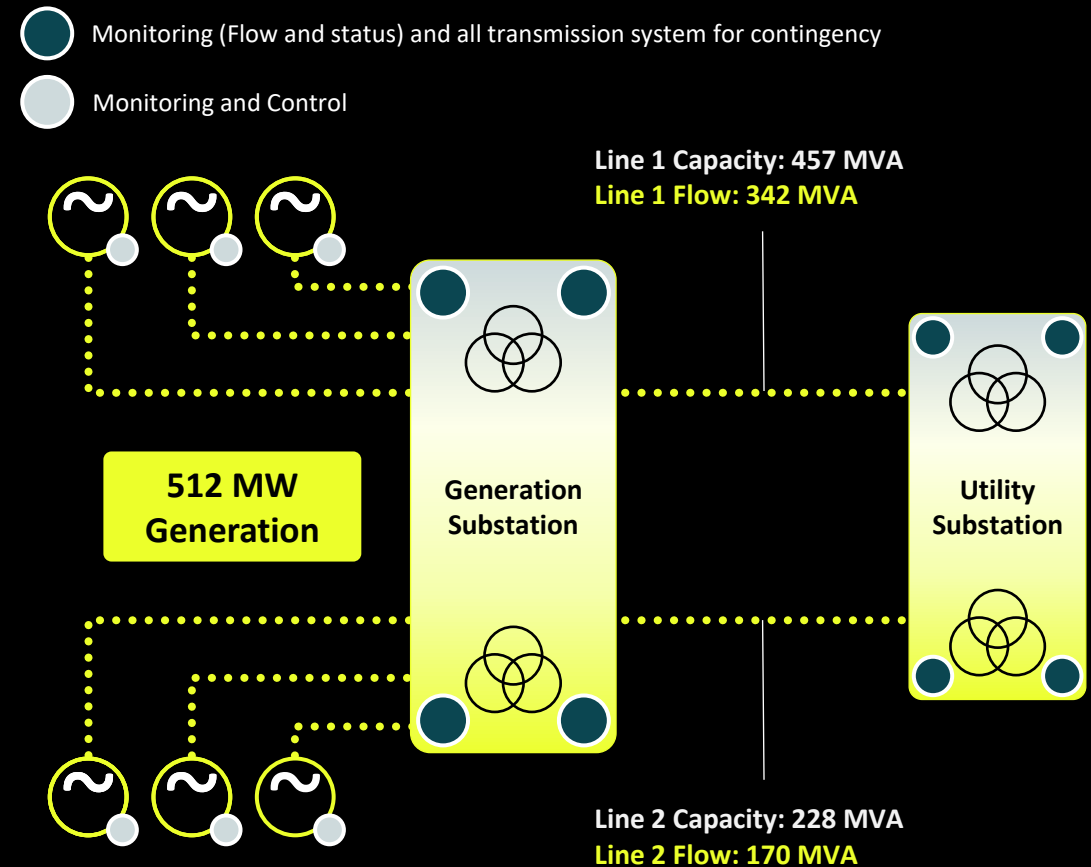 Monitoring (Flow and status) and all transmission system for contingency
Monitoring and Control
Line 1 Capacity: 457 MVA
Line 1 Flow: 342 MVA
512 MW
Generation
Generation
Substation
Utility
Substation
Line 2 Capacity: 228 MVA
Line 2 Flow: 170 MVA